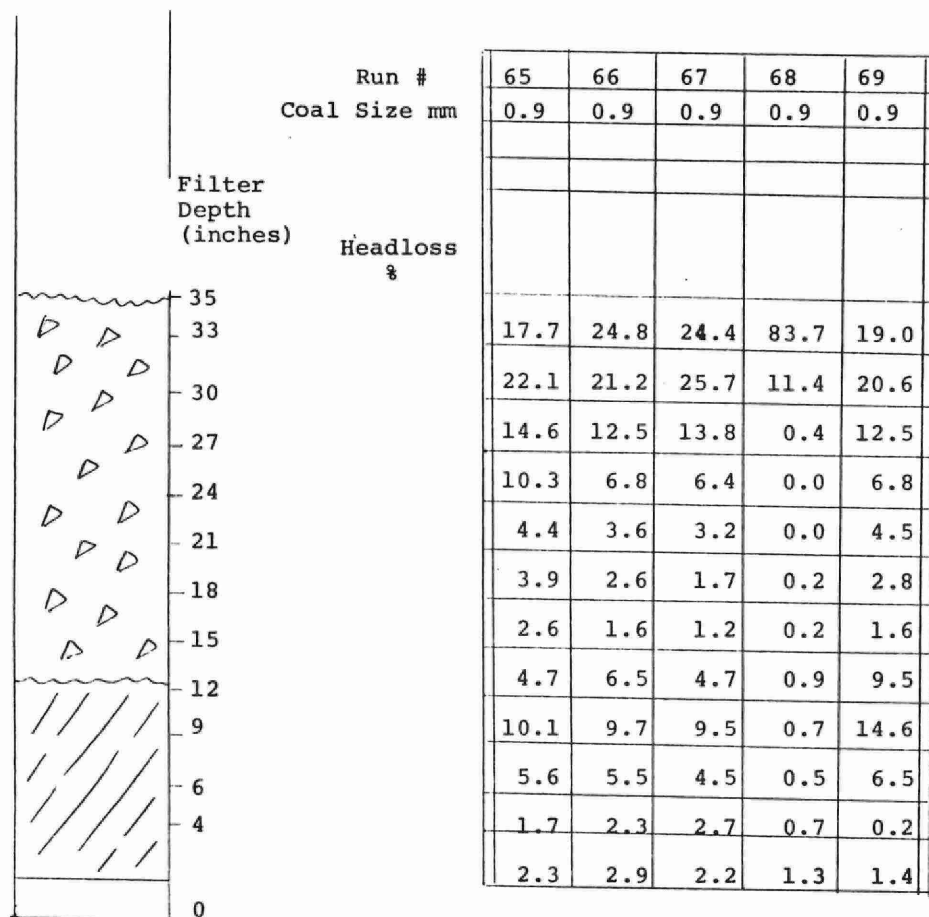 Run # 65 66 67 68 69
Coal Size mm 0.9 0.9 0.9 0.9 0.9
Filter
Depth
(inches)
Headloss
%
35
33 17.7 24.8 24.4 83.7 19.0
30 22.1 21.2 25.7 11.4 20.6
27 14.6 12.5 13.8 0.4 12.5
24 10.3 6.8 6.4 0.0 6.8
21 4.4 3.6 3.2 0.0 4.5
18 3.9 2.6 1.7 0.2 2.8
15 2.6 1.6 1.2 0.2 1.6
12 4.7 6.5 4.7 0.9 9.5
9 10.1 9.7 9.5 0.7 14.6
6 5.6 5.5 4.5 0.5 6.5
4 1.7 2.3 2.7 0.7 0.2
2.3 2.9 2.2 1.3 1.4
0